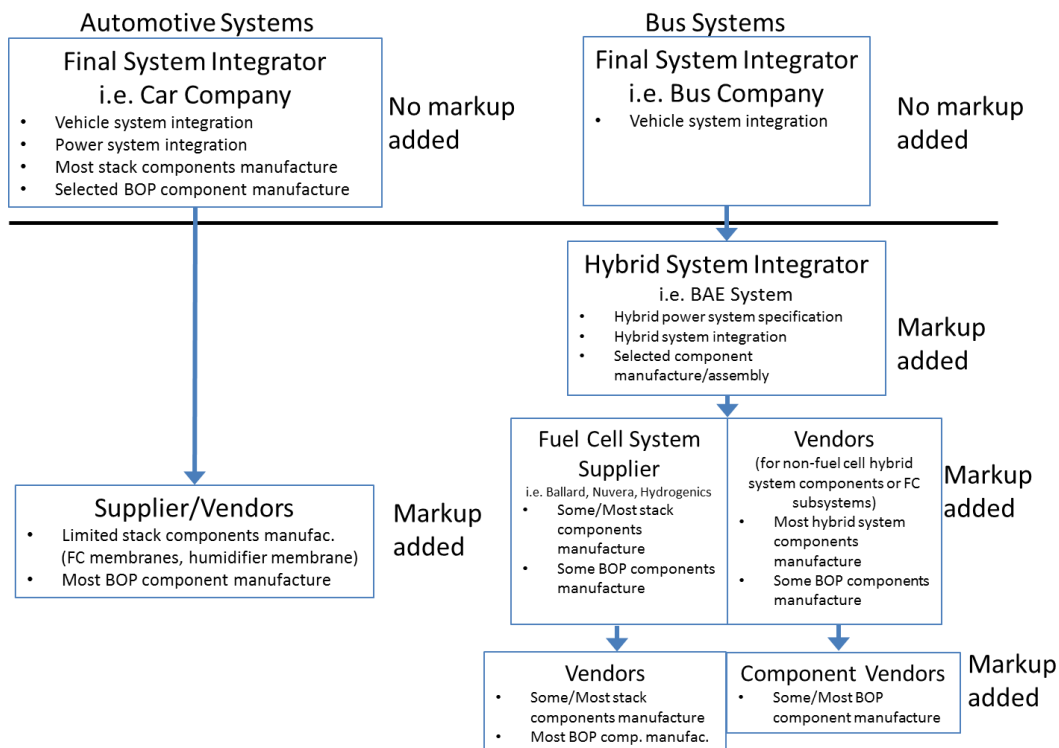 Automotive Systems
Final System Integrator
i.e. Car Company
• Vehicle system integration
• Power system integration
• Most stack components manufacture
• Selected BOP component manufacture
No markup
added
Bus Systems
Final System Integrator
i.e. Bus Company
• Vehicle system integration
No markup
added
Hybrid System Integrator
i.e. BAE System
• Hybrid power system specification
• Hybrid system integration
• Selected component
manufacture/assembly
Markup
added
Supplier/Vendors
• Limited stack components manufac.
(FC membranes, humidifier membrane)
• Most BOP component manufacture
Markup
added
Fuel Cell System
Supplier
i.e. Ballard, Nuvera, Hydrogenics
• Some/Most stack
components
manufacture
• Some BOP components
manufacture
Vendors
(for non-fuel cell hybrid
system components or FC
subsystems)
• Most hybrid system
components
manufacture
• Some BOP components
manufacture
Markup
added
Vendors
• Some/Most stack
components manufacture
• Most BOP comp. manufac.
Component Vendors
• Some/Most BOP
component manufacture
Markup
added